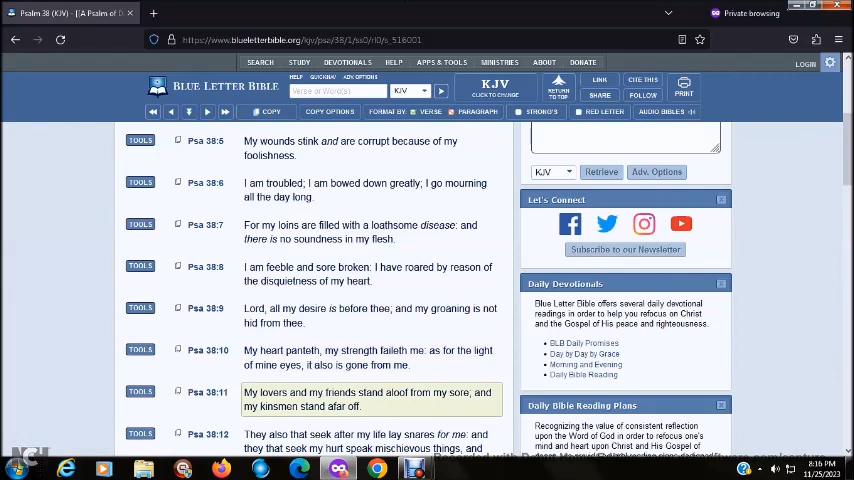 Psalm 38 (KJV) - [[A Psalm of D
Private browsing
https://www.blueletterbible.org/kjv/psa/38/1/ss0/rl0/s_516001
SEARCH STUDY DEVOTIONALS HELP APPS & TOOLS MINISTRIES ABOUT DONATE LOGIN
BLUE LETTER BIBLE
HELP QUICKNAV ADV. OPTIONS
Verse or Word(s) KJV
KJV
CLICK TO CHANGE
RETURN
TO TOP
LINK CITE THIS
SHARE FOLLOW
PRINT
COPY COPY OPTIONS FORMAT BY: VERSE PARAGRAPH STRONG'S RED LETTER AUDIO BIBLES
TOOLS Psa 38:5 My wounds stink and are corrupt because of my
foolishness.
TOOLS Psa 38:6 I am troubled; I am bowed down greatly; I go mourning
all the day long.
TOOLS Psa 38:7 For my loins are filled with a loathsome disease: and
there is no soundness in my flesh.
TOOLS Psa 38:8 I am feeble and sore broken: I have roared by reason of
the disquietness of my heart.
TOOLS Psa 38:9 Lord, all my desire is before thee; and my groaning is not
hid from thee.
TOOLS Psa 38:10 My heart panteth, my strength faileth me: as for the light
of mine eyes, it also is gone from me.
TOOLS Psa 38:11 My lovers and my friends stand aloof from my sore; and
my kinsmen stand afar off.
TOOLS Psa 38:12 They also that seek after my life lay snares for me: and
they that seek my hurt speak mischievous things, and
KJV Retrieve Adv. Options
Let's Connect
Subscribe to our Newsletter
Daily Devotionals
Blue Letter Bible offers several daily devotional
readings in order to help you refocus on Christ
and the Gospel of His peace and righteousness.
BLB Daily Promises
Day by Day by Grace
Morning and Evening
Daily Bible Reading
Daily Bible Reading Plans
Recognizing the value of consistent reflection
upon the Word of God in order to refocus one's
mind and heart upon Christ and His Gospel of
NCH
8:16 PM
11/25/2023